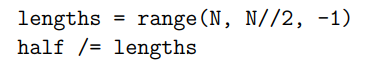 lengths = range(N, N//2, -1)
half /= lengths